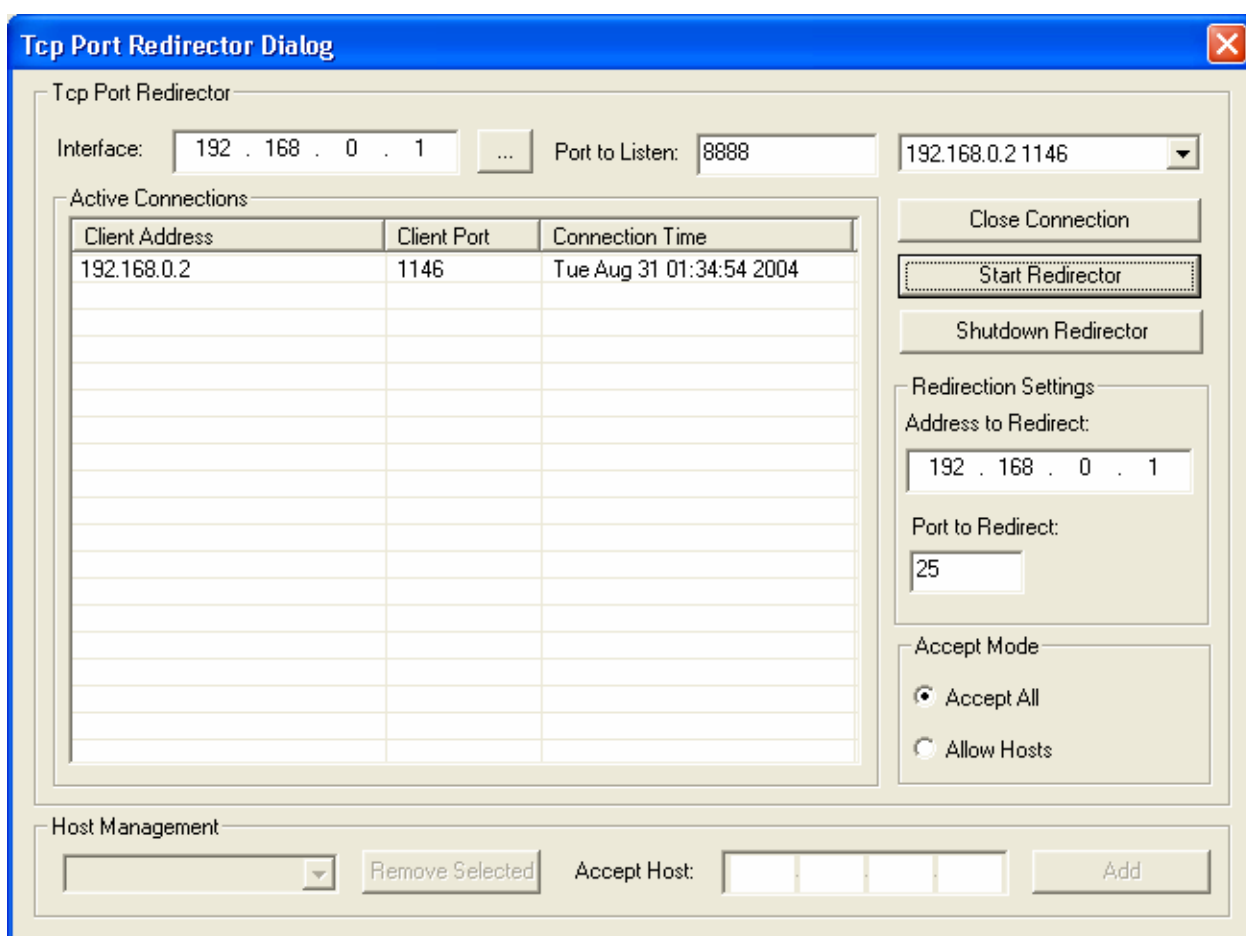 Tcp Port Redirector Dialog
Tcp Port Redirector
Interface: 192 . 168 . 0 . 1 ... Port to Listen: 8888 192.168.0.2 1146
Active Connections
Client Address Client Port Connection Time
192.168.0.2 1146 Tue Aug 31 01:34:54 2004
Close Connection
Start Redirector
Shutdown Redirector
Redirection Settings
Address to Redirect:
192 . 168 . 0 . 1
Port to Redirect:
25
Accept Mode
Accept All
Allow Hosts
Host Management
Remove Selected Accept Host: . . . Add